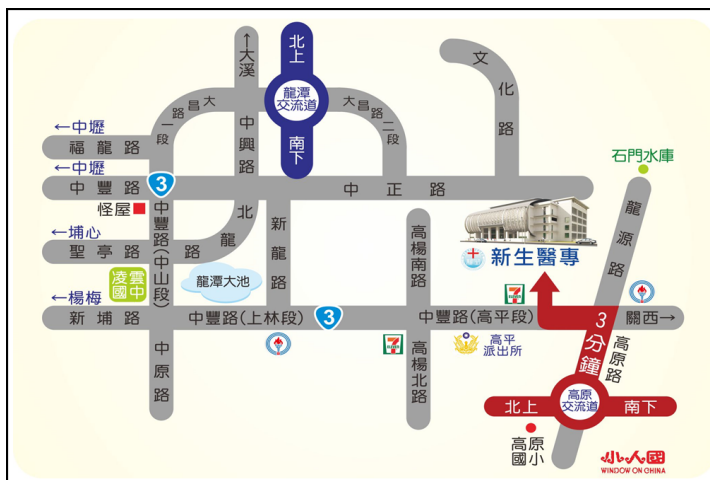 北上
龍潭
交流道
南下
←大溪
中興路
大昌路一段
大昌路二段
文化路
←中壢
福龍路
←中壢
中豐路
3
中正路
石門水庫
怪屋
中豐路(中山段)
北龍路
新龍路
高楊南路
新生醫專
龍源路
←埔心
聖亭路
凌雲
國中
龍潭大池
←楊梅
新埔路
中豐路(上林段)
3
中豐路(高平段)
7
ELEVEN
關西→
3分鐘
高原路
中原路
7
ELEVEN
高楊北路
高平
派出所
北上
高原
交流道
南下
高原
國小
小人國
WINDOW ON CHINA